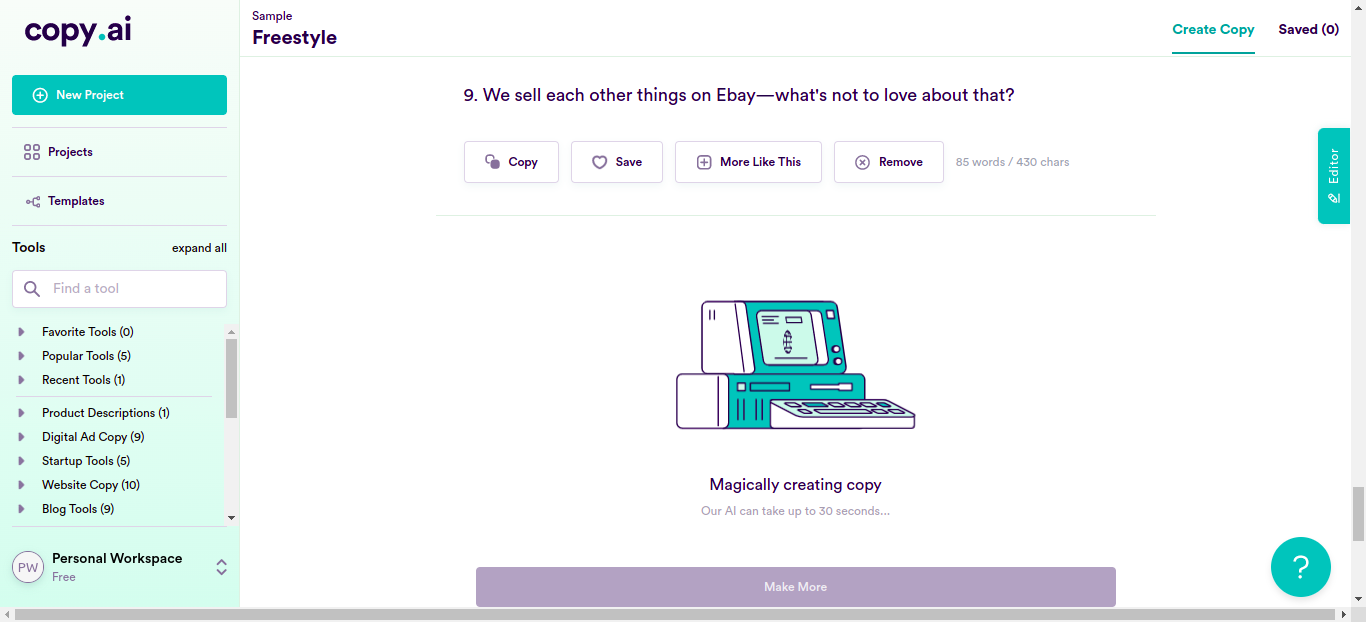 copy.ai
New Project
Projects
Templates
Tools
expand all
Find a tool
Favorite Tools (0)
Popular Tools (5)
Recent Tools (1)
Product Descriptions (1)
Digital Ad Copy (9)
Startup Tools (5)
Website Copy (10)
Blog Tools (9)
PW
Personal Workspace
Free
Sample
Freestyle
Create Copy
Saved (0)
9. We sell each other things on Ebay—what's not to love about that?
Copy
Save
More Like This
Remove
85 words / 430 chars
Editor
Magically creating copy
Our AI can take up to 30 seconds...
Make More
?